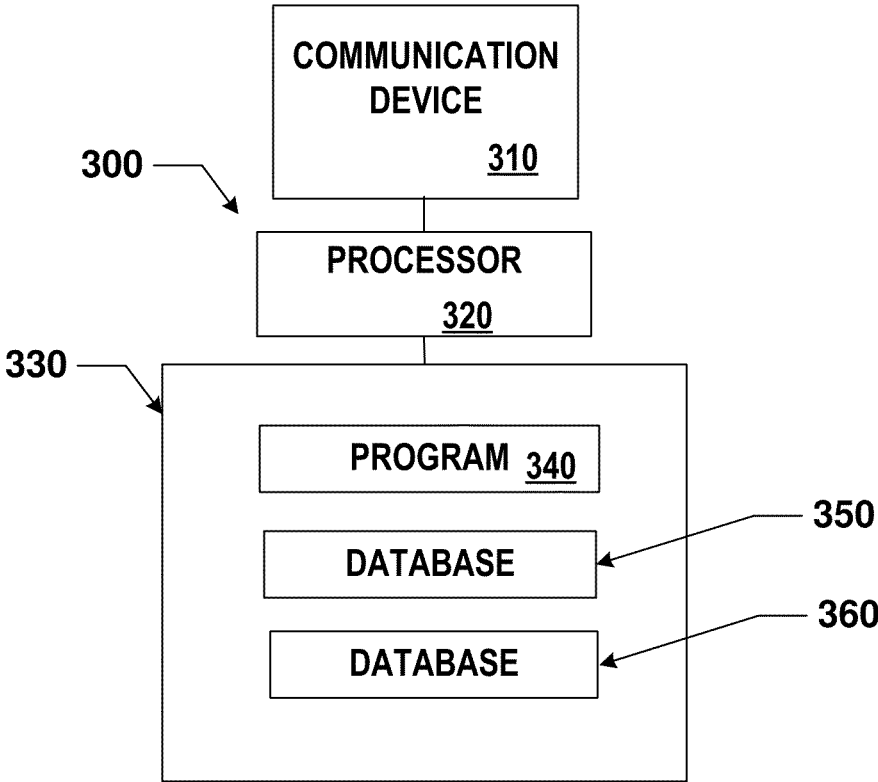 COMMUNICATION
DEVICE
310
300
PROCESSOR
320
330
PROGRAM 340
350
DATABASE
360
DATABASE